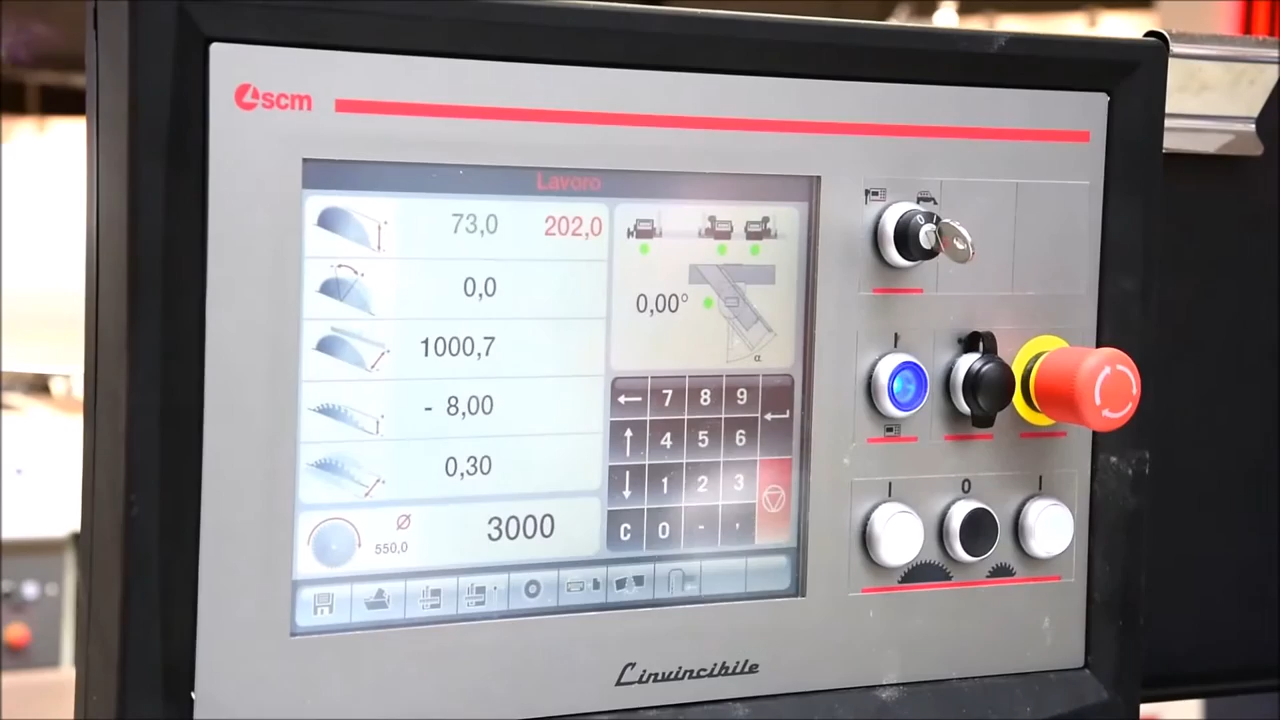 scm
Lavoro
73,0 202,0
0,0
0,00°
α
1000,7
- 8,00
0,30
Ø
550,0
3000
← 7 8 9
↑ 4 5 6
↓ 1 2 3
C 0 - ,
0
I
I O I
L'invincibile